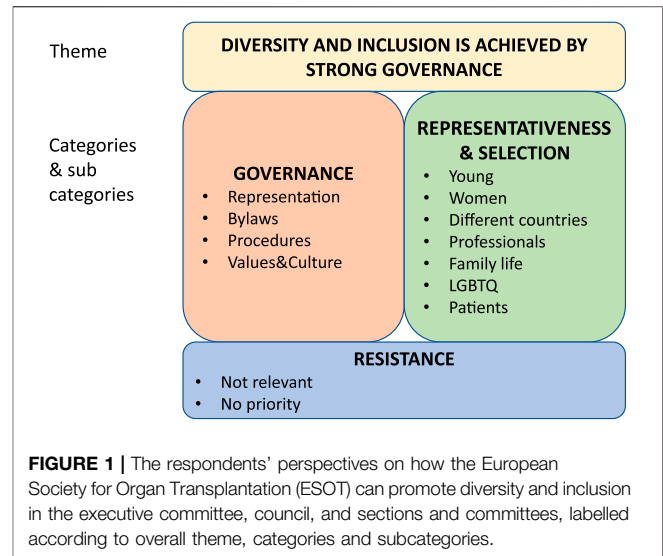 Theme
DIVERSITY AND INCLUSION IS ACHIEVED BY
STRONG GOVERNANCE
Categories
& sub
categories
GOVERNANCE
• Representation
• Bylaws
• Procedures
• Values&Culture
REPRESENTATIVENESS
& SELECTION
• Young
• Women
• Different countries
• Professionals
• Family life
• LGBTQ
• Patients
RESISTANCE
• Not relevant
• No priority
FIGURE 1 | The respondents’ perspectives on how the European
Society for Organ Transplantation (ESOT) can promote diversity and inclusion
in the executive committee, council, and sections and committees, labelled
according to overall theme, categories and subcategories.